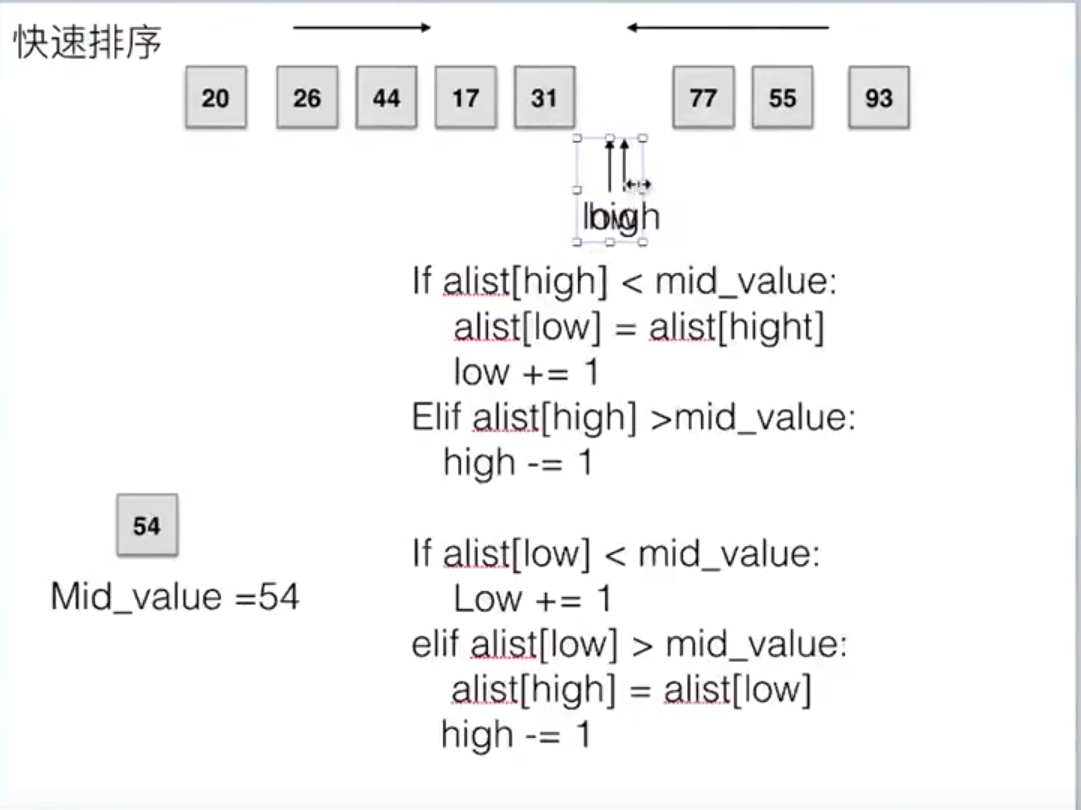 快速排序
20 26 44 17 31 77 55 93
low high
If alist[high] < mid_value:
alist[low] = alist[hight]
low += 1
Elif alist[high] >mid_value:
high -= 1
54
Mid_value =54
If alist[low] < mid_value:
Low += 1
elif alist[low] > mid_value:
alist[high] = alist[low]
high -= 1